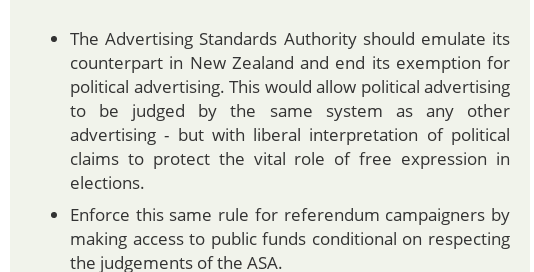 • The Advertising Standards Authority should emulate its
counterpart in New Zealand and end its exemption for
political advertising. This would allow political advertising
to be judged by the same system as any other
advertising - but with liberal interpretation of political
claims to protect the vital role of free expression in
elections.
• Enforce this same rule for referendum campaigners by
making access to public funds conditional on respecting
the judgements of the ASA.